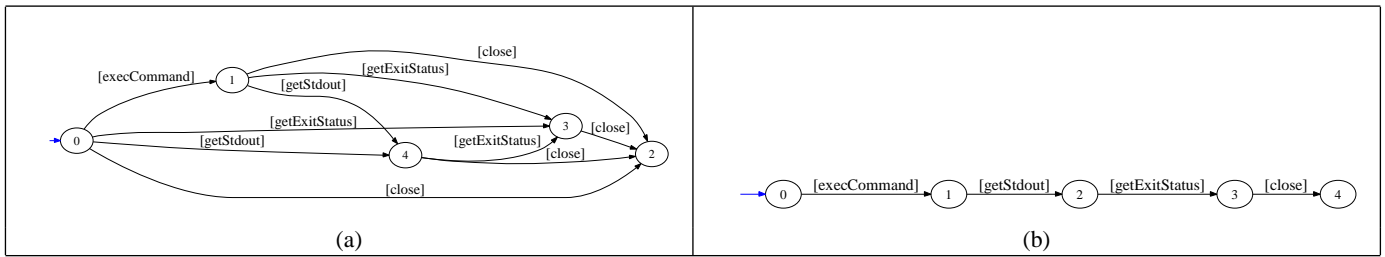 [close]
[getExitStatus]
[execCommand]
1
[getStdout]
[getExitStatus]
3
[close]
0
[getStdout]
[getExitStatus]
4
[close]
2
[close]
(a)
0
[execCommand]
1
[getStdout]
2
[getExitStatus]
3
[close]
4
(b)